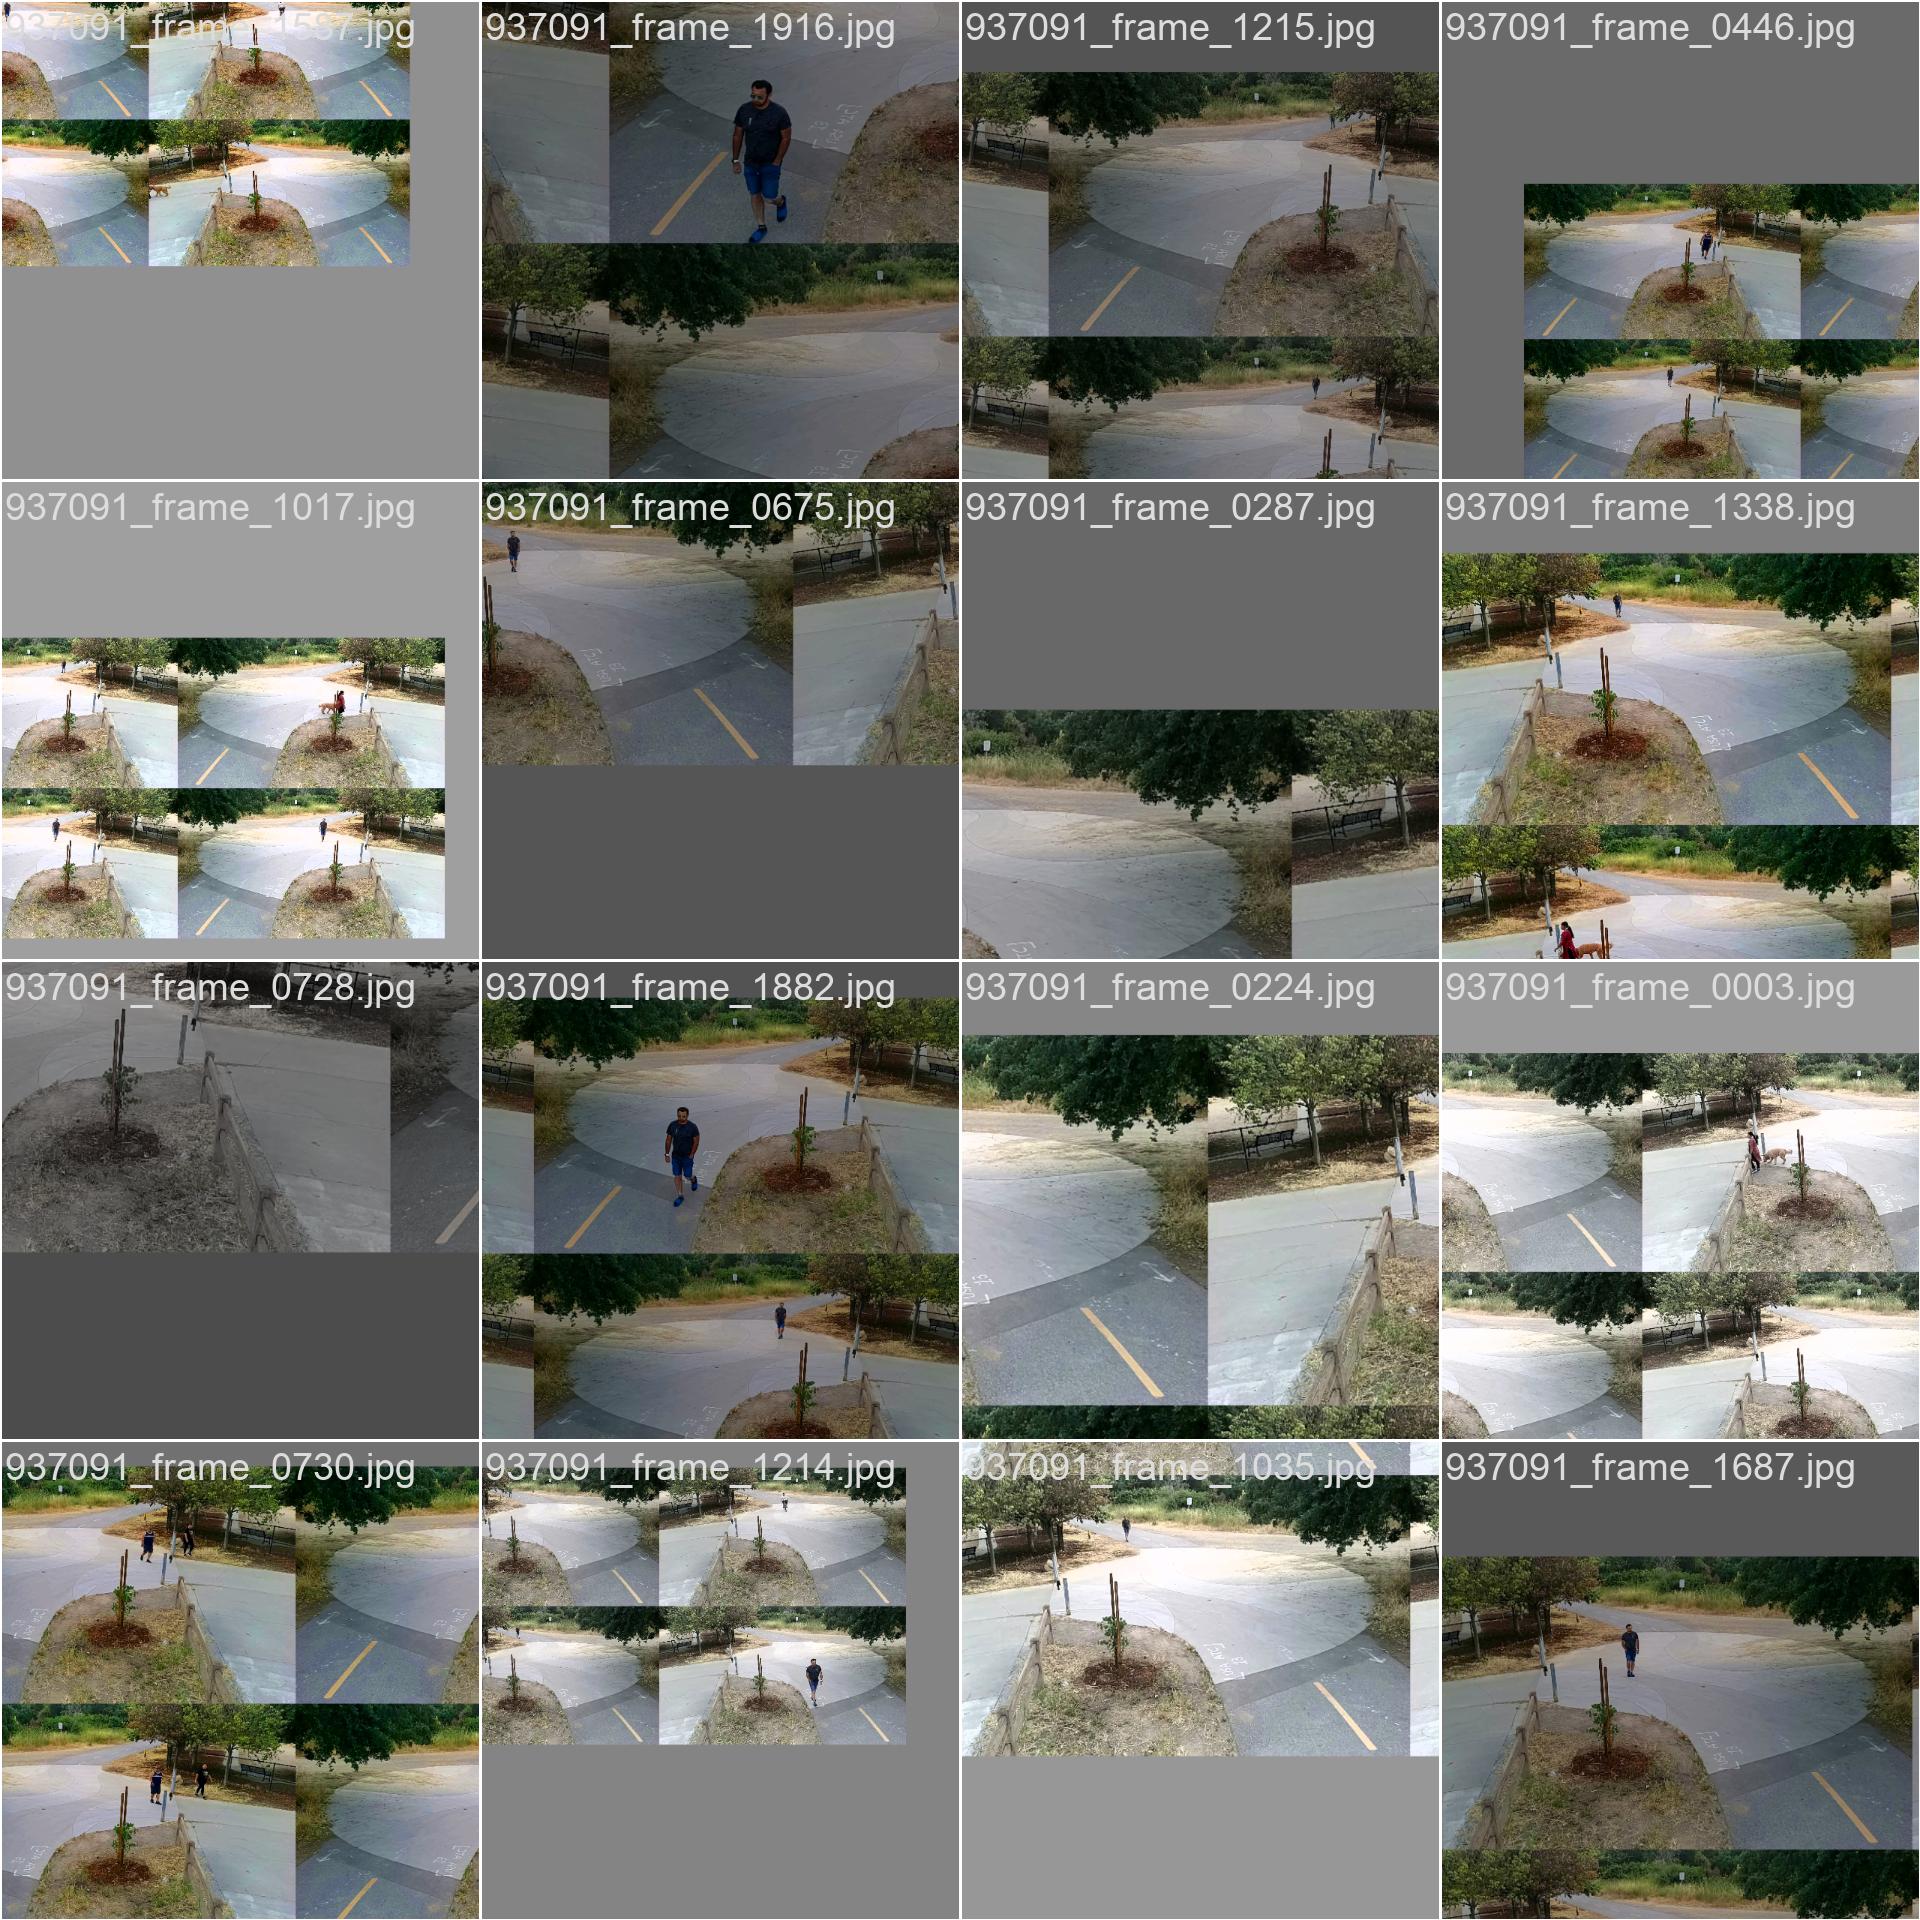 937091_frame_1587.jpg
937091_frame_1916.jpg
937091_frame_1215.jpg
937091_frame_0446.jpg
937091_frame_1017.jpg
937091_frame_0675.jpg
937091_frame_0287.jpg
937091_frame_1338.jpg
937091_frame_0728.jpg
937091_frame_1882.jpg
937091_frame_0224.jpg
937091_frame_0003.jpg
937091_frame_0730.jpg
937091_frame_1214.jpg
937091_frame_1035.jpg
937091_frame_1687.jpg